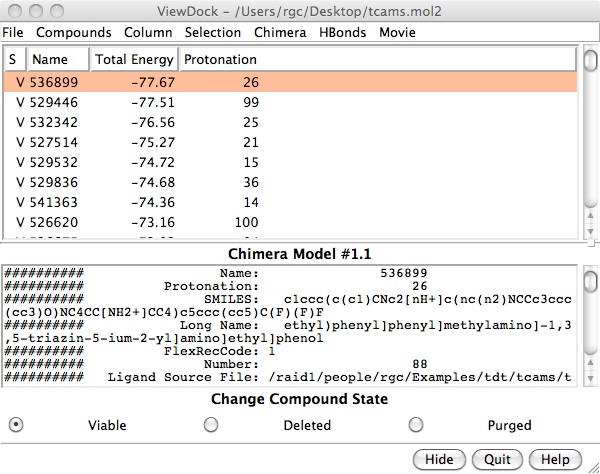 ViewDock - /Users/rgc/Desktop/tcams.mol2
File Compounds Column Selection Chimera HBonds Movie
S Name Total Energy Protonation
V 536899 -77.67 26
V 529446 -77.51 99
V 532342 -76.56 25
V 527514 -75.27 21
V 529532 -74.72 15
V 529836 -74.68 36
V 541363 -74.36 14
V 526620 -73.16 100
Chimera Model #1.1
########## Name: 536899
########## Protonation: 26
########## SMILES: c1ccc(c(c1)CNc2[nH+]c(nc(n2)NCCc3ccc
(cc3)O)NC4CC[NH2+]CC4)c5ccc(cc5)C(F)(F)F
########## Long Name: ethyl)phenyl]phenyl]methylamino]-1,3
,5-triazin-5-ium-2-yl]amino]ethyl]phenol
########## FlexRecCode: 1
########## Number: 88
########## Ligand Source File: /raid1/people/rgc/Examples/tdt/tcams/t
Change Compound State
Viable Deleted Purged
Hide Quit Help